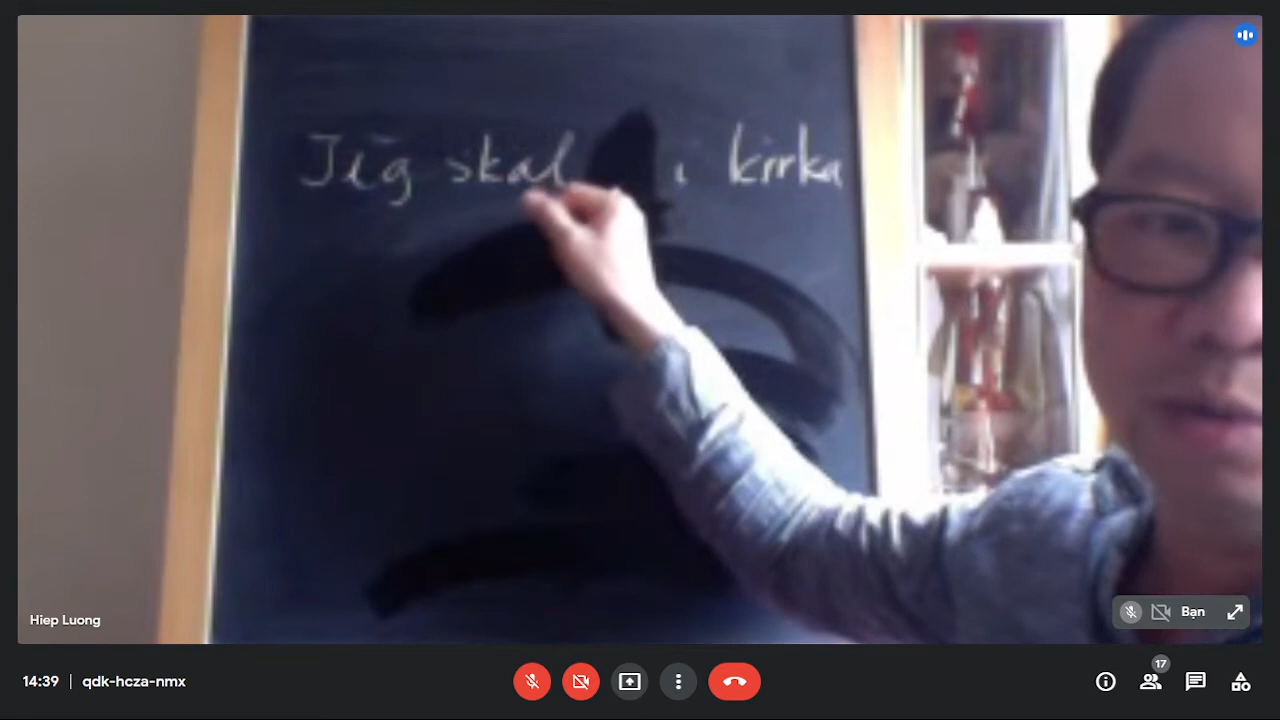 Jeg skal i kirka
Hiep Luong
Bạn
14:39 | qdk-hcza-nmx
17